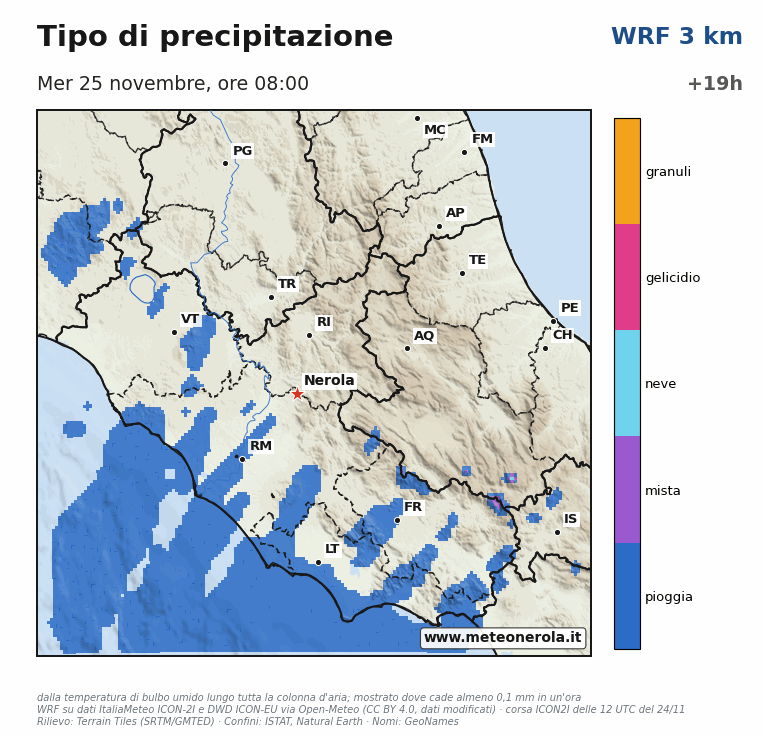 Tipo di precipitazione
WRF 3 km
Mer 25 novembre, ore 08:00
+19h
MC
FM
PG
AP
TE
TR
PE
VT
RI
AQ
CH
Nerola
RM
FR
IS
LT
www.meteonerola.it
granuli
gelicidio
neve
mista
pioggia
dalla temperatura di bulbo umido lungo tutta la colonna d'aria; mostrato dove cade almeno 0,1 mm in un'ora
WRF su dati ItaliaMeteo ICON-2I e DWD ICON-EU via Open-Meteo (CC BY 4.0, dati modificati) · corsa ICON2I delle 12 UTC del 24/11
Rilievo: Terrain Tiles (SRTM/GMTED) · Confini: ISTAT, Natural Earth · Nomi: GeoNames